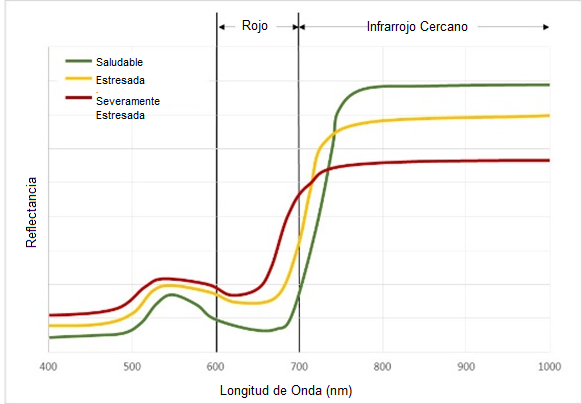 Rojo
Infrarrojo Cercano
Saludable
Estresada
Severamente
Estresada
Reflectancia
400 500 600 700 800 900 1000
Longitud de Onda (nm)